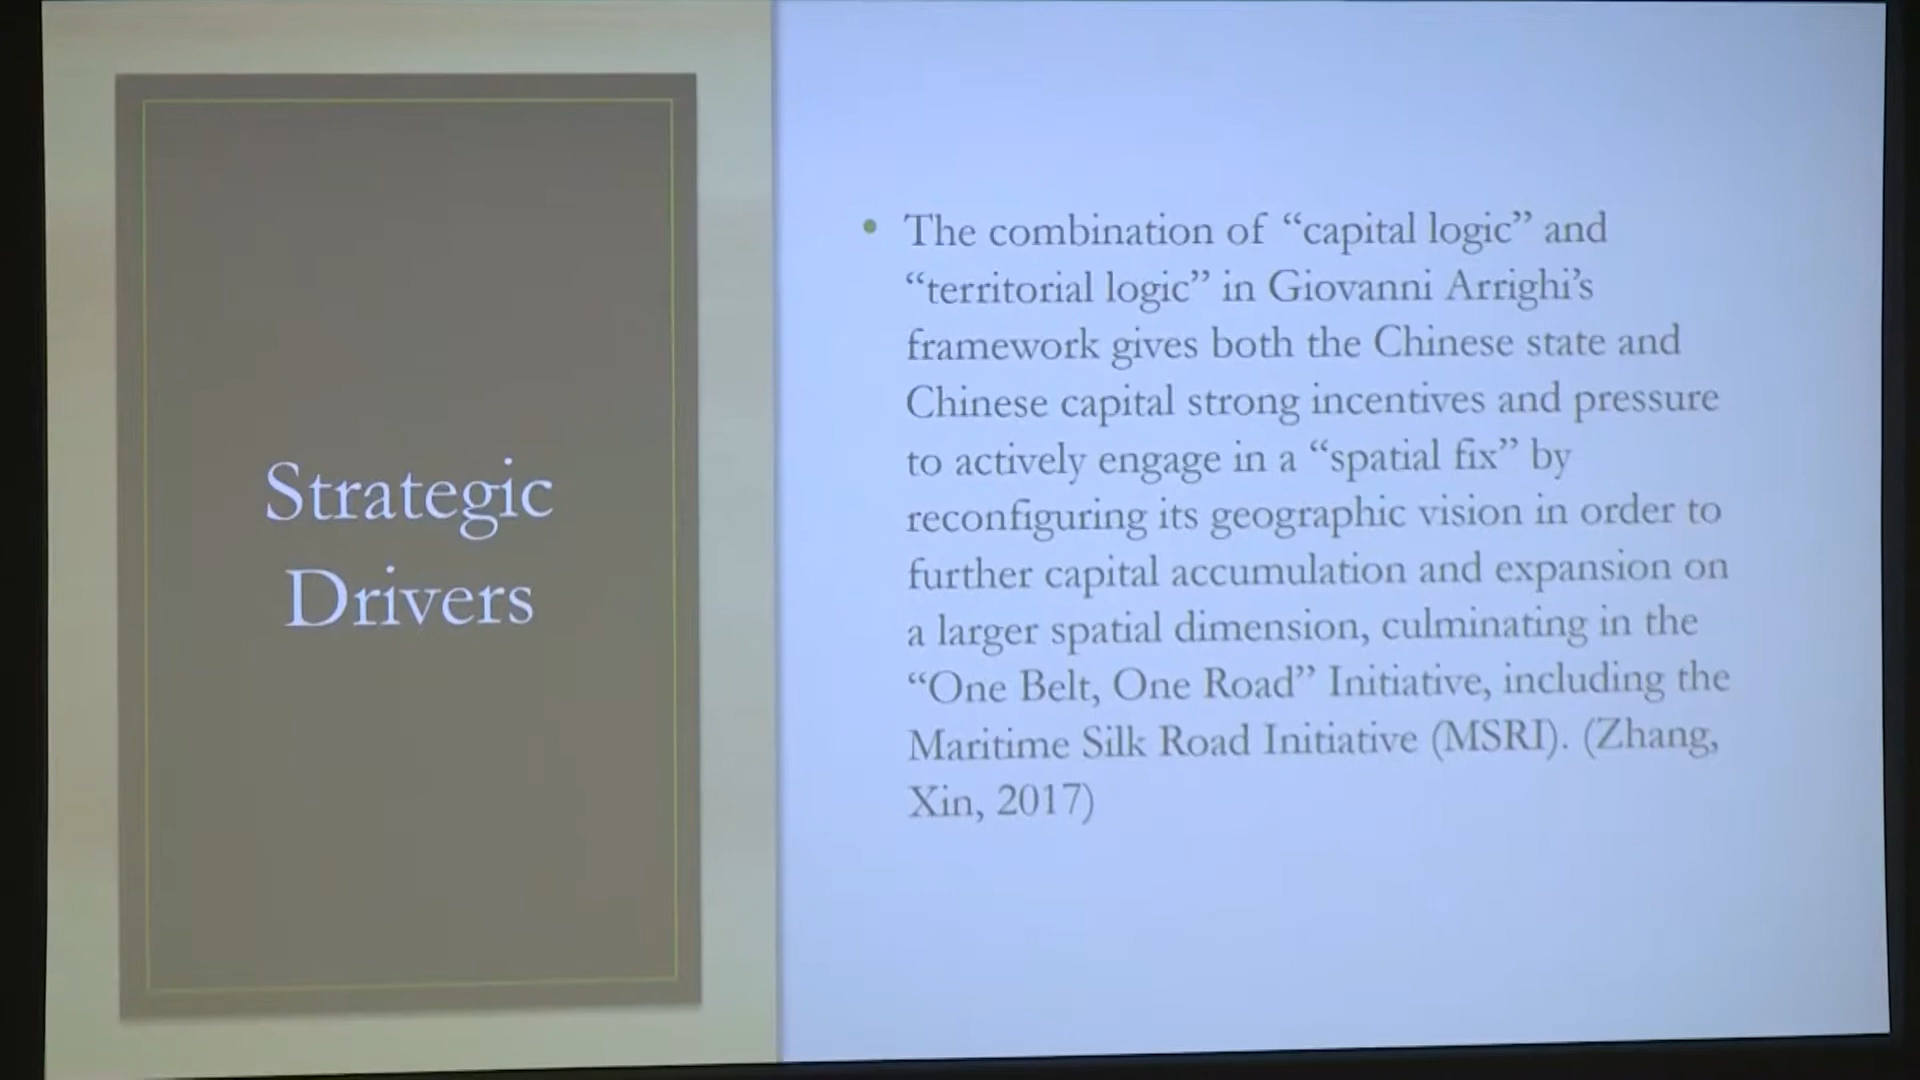 Strategic
Drivers
• The combination of “capital logic” and
“territorial logic” in Giovanni Arrighi’s
framework gives both the Chinese state and
Chinese capital strong incentives and pressure
to actively engage in a “spatial fix” by
reconfiguring its geographic vision in order to
further capital accumulation and expansion on
a larger spatial dimension, culminating in the
“One Belt, One Road” Initiative, including the
Maritime Silk Road Initiative (MSRI). (Zhang,
Xin, 2017)